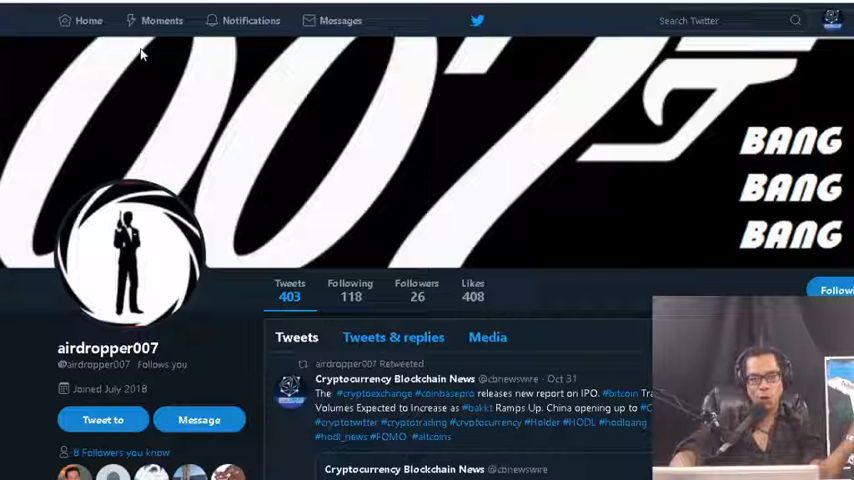 Home Moments Notifications Messages Search Twitter
007
BANG
BANG
BANG
Tweets Following Followers Likes
403 118 26 408
airdropper007
@airdropper007 Follows you
Joined July 2018
Tweet to Message
8 Followers you know
Tweets Tweets & replies Media
airdropper007 Retweeted
Cryptocurrency Blockchain News @cbnewswire · Oct 31
The #cryptoexchange #coinbasepro releases new report on IPO. #bitcoin Tra
Volumes Expected to Increase as #bakkt Ramps Up. China opening up to #C
#cryptotwitter #cryptotrading #cryptocurrency #Holder #HODL #hodlgang
#hodl_news #FOMO #altcoins
Cryptocurrency Blockchain News @cbnewswire
Followi